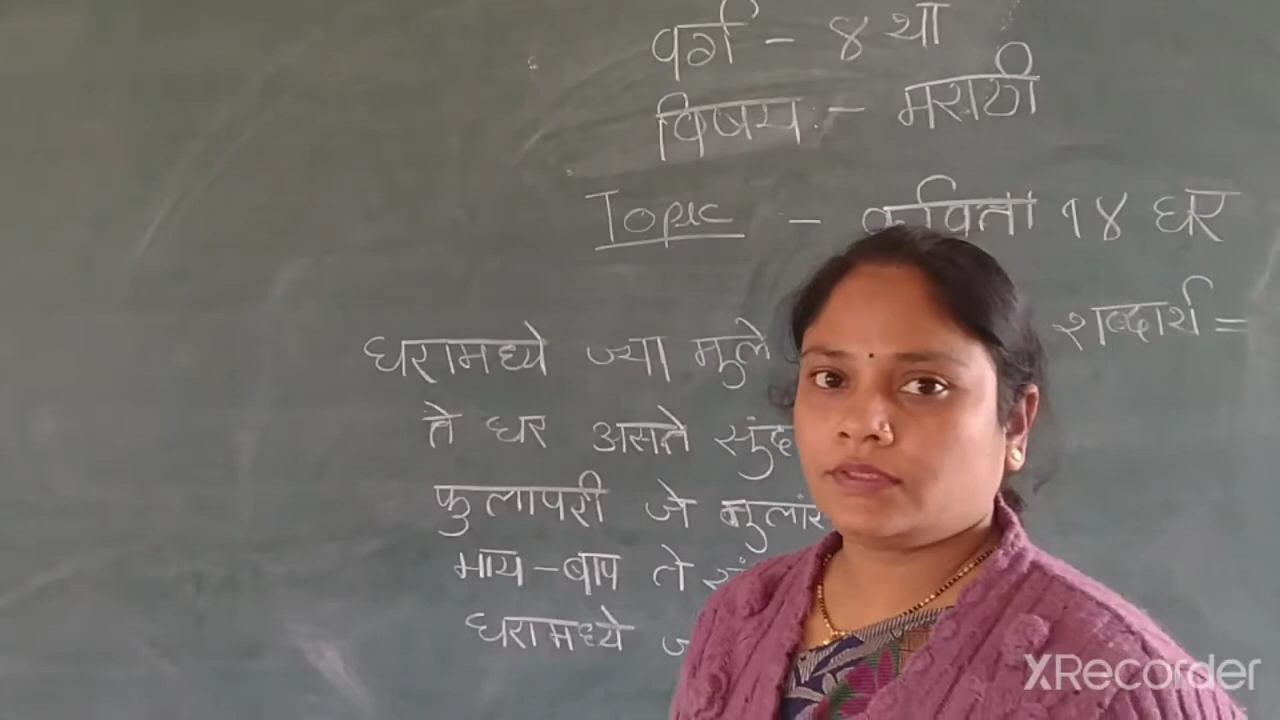 वर्ग - ४ था
विषय :- मराठी
Topic - कविता १४ घर
शब्दार्थ =
घरामध्ये ज्या मुले
ते घर असते
फुलापरी जे
माय-बाप ते
घरामध्ये
XRecorder